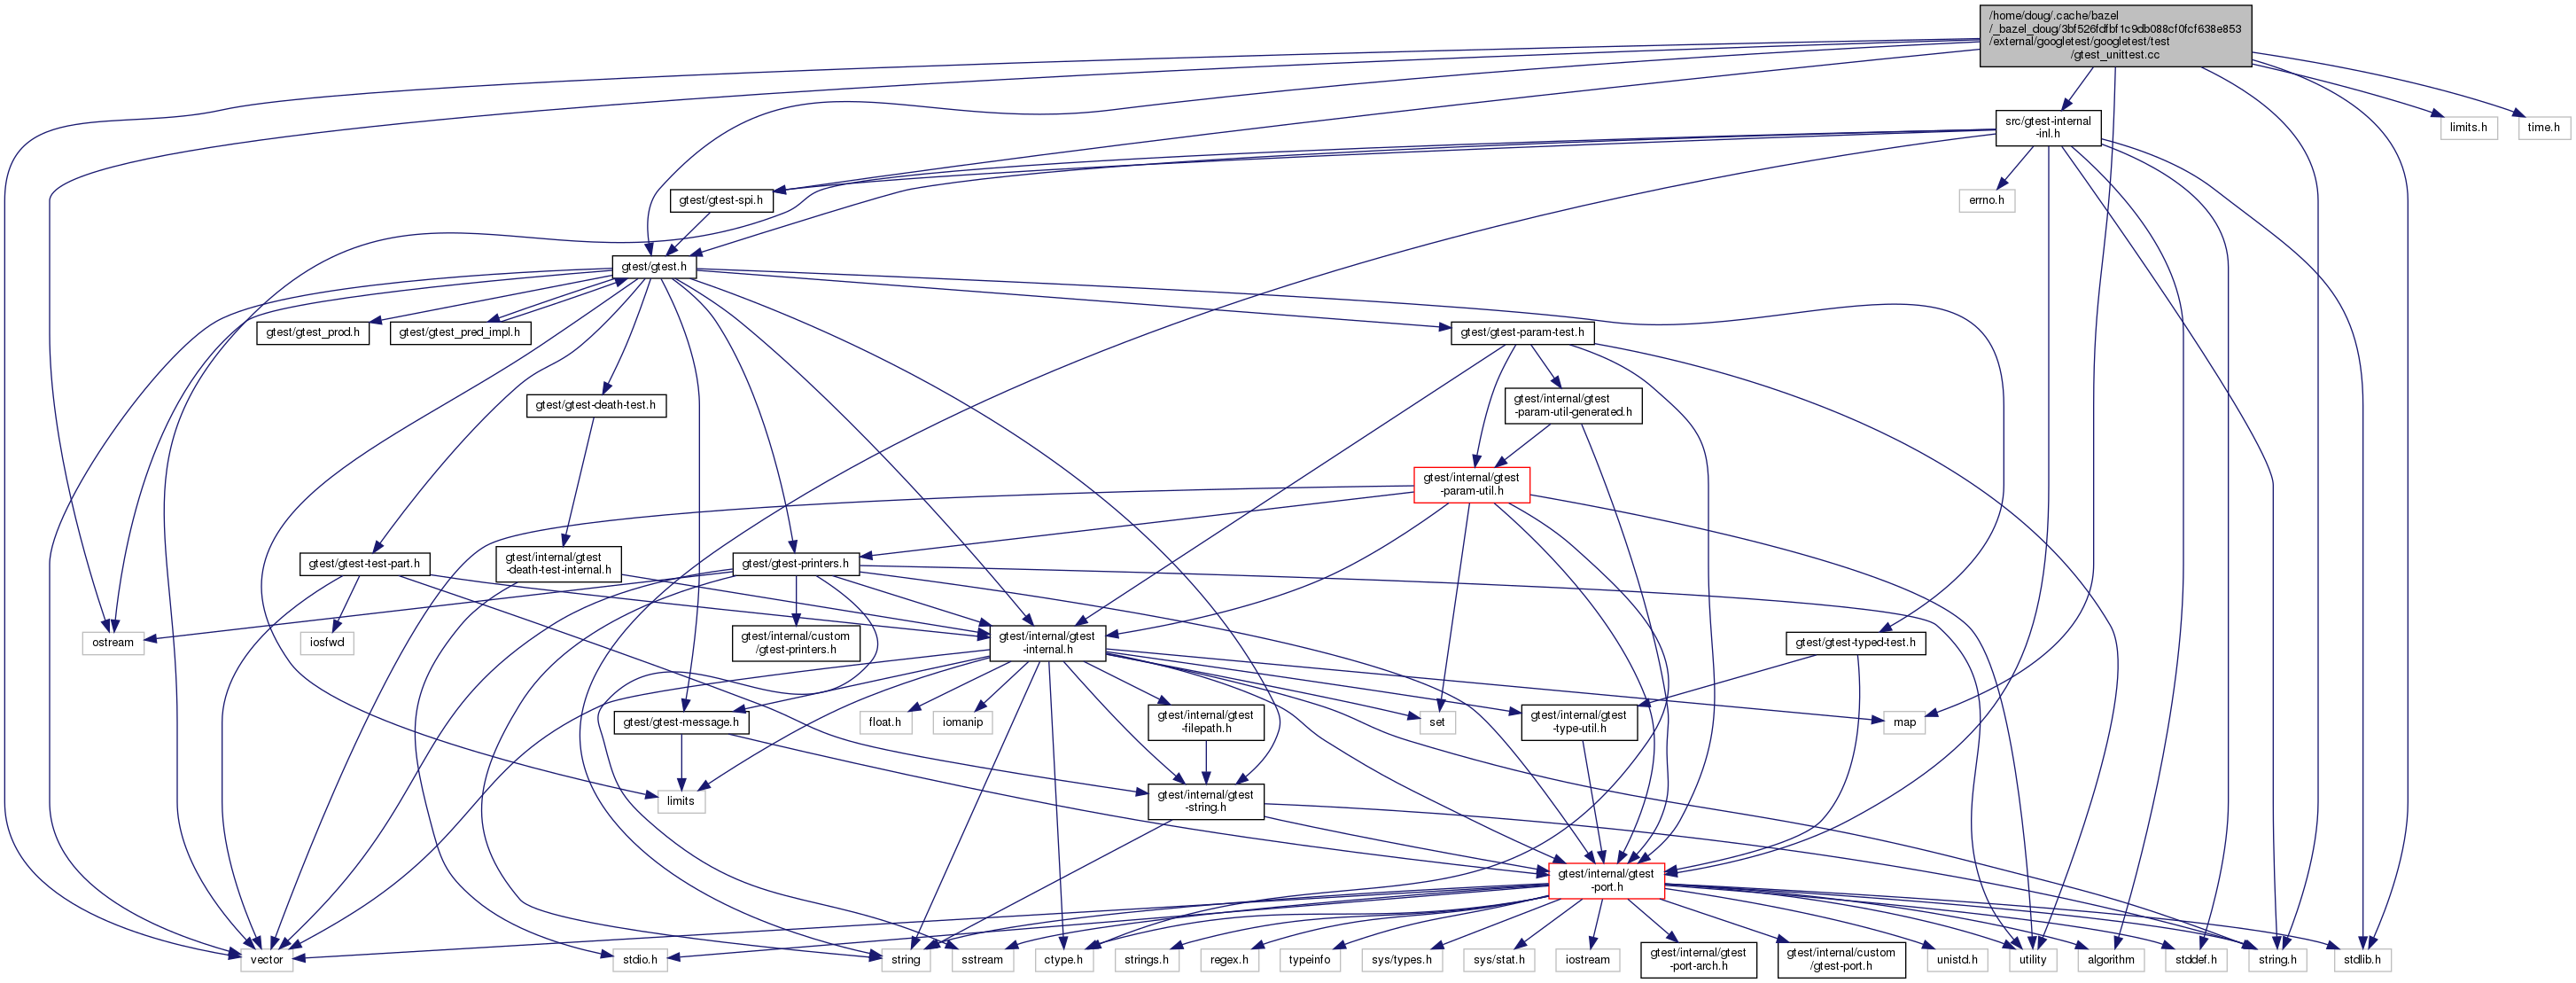 /home/doug/.cache/bazel
/_bazel_doug/3bf526fdfbf1c9db088cf0fcf638e853
/external/googletest/googletest/test
/gtest_unittest.cc
src/gtest-internal
-inl.h
limits.h
time.h
gtest/gtest-spi.h
errno.h
gtest/gtest.h
gtest/gtest_prod.h
gtest/gtest_pred_impl.h
gtest/gtest-param-test.h
gtest/gtest-death-test.h
gtest/internal/gtest
-param-util-generated.h
gtest/internal/gtest
-param-util.h
gtest/gtest-test-part.h
gtest/internal/gtest
-death-test-internal.h
gtest/gtest-printers.h
ostream
iosfwd
gtest/internal/custom
/gtest-printers.h
gtest/internal/gtest
-internal.h
gtest/gtest-typed-test.h
gtest/gtest-message.h
float.h
iomanip
gtest/internal/gtest
-filepath.h
set
gtest/internal/gtest
-type-util.h
map
limits
gtest/internal/gtest
-string.h
gtest/internal/gtest
-port.h
vector
stdio.h
string
sstream
ctype.h
strings.h
regex.h
typeinfo
sys/types.h
sys/stat.h
iostream
gtest/internal/gtest
-port-arch.h
gtest/internal/custom
/gtest-port.h
unistd.h
utility
algorithm
stddef.h
string.h
stdlib.h